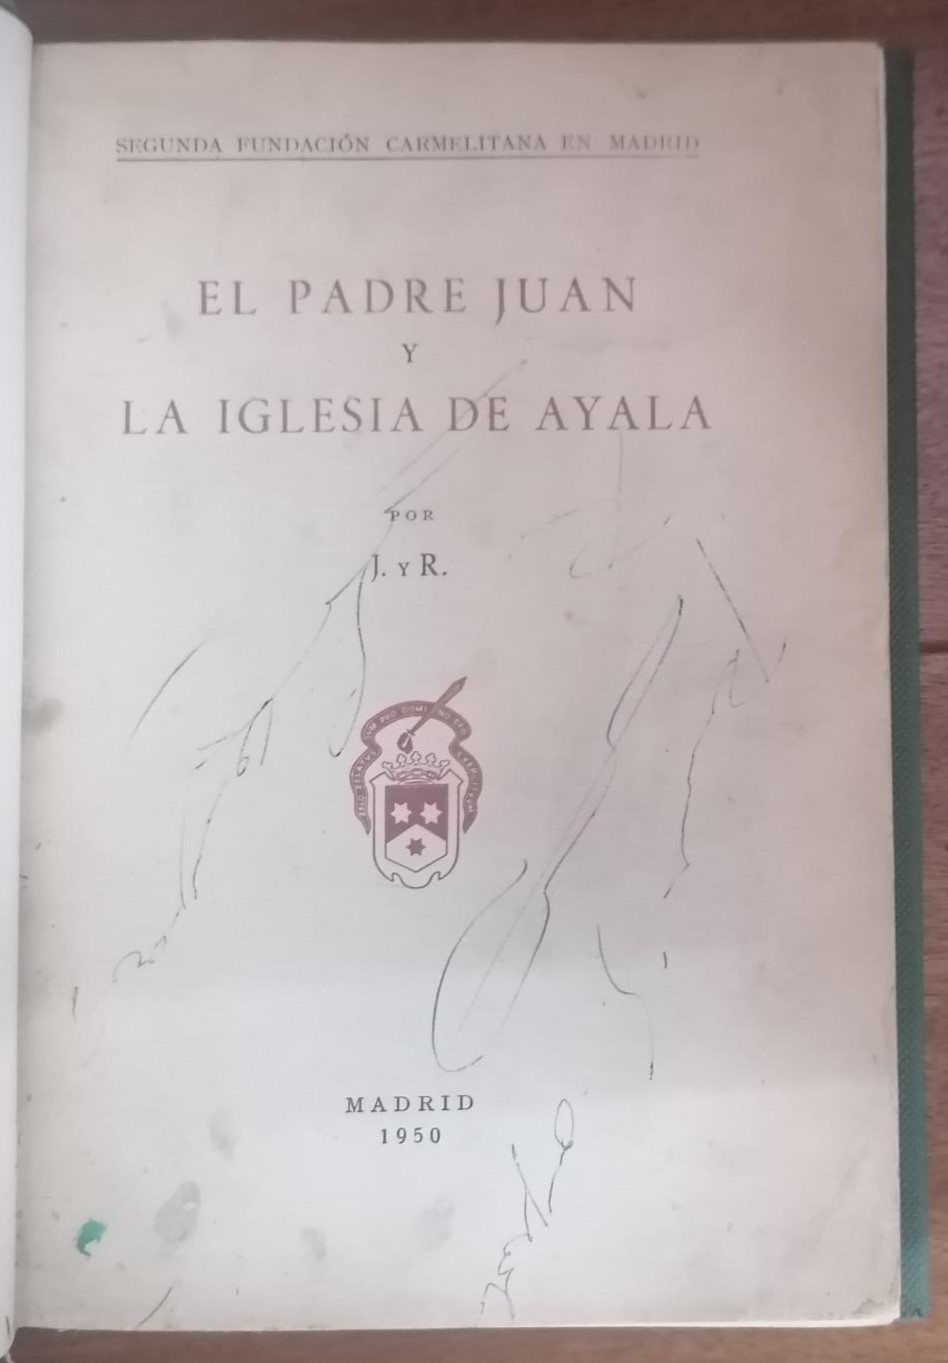 SEGUNDA FUNDACIÓN CARMELITANA EN MADRID
EL PADRE JUAN
Y
LA IGLESIA DE AYALA
POR
J. Y R.
MADRID
1950